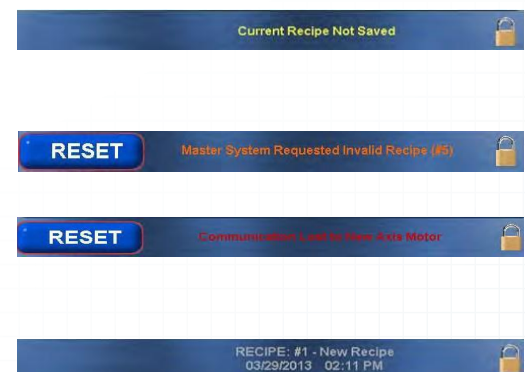 Current Recipe Not Saved
RESET Master System Requested Invalid Recipe (#5)
RESET Communication Lost to New Axis Motor
RECIPE: #1 - New Recipe
03/29/2013 02:11 PM